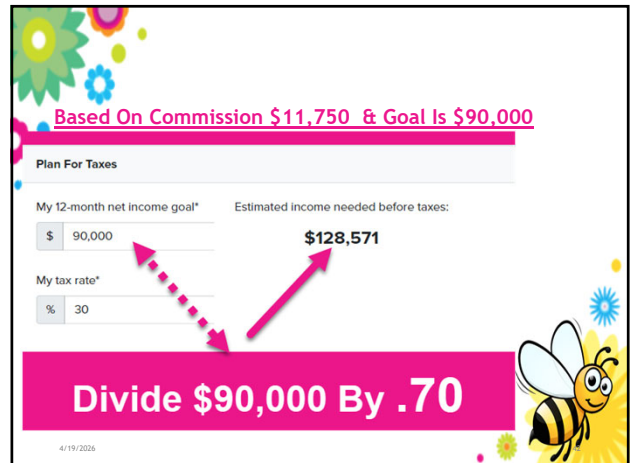 Based On Commission $11,750 & Goal Is $90,000
Plan For Taxes
My 12-month net income goal*
Estimated income needed before taxes:
$ 90,000
$128,571
My tax rate*
% 30
Divide $90,000 By .70
4/19/2026